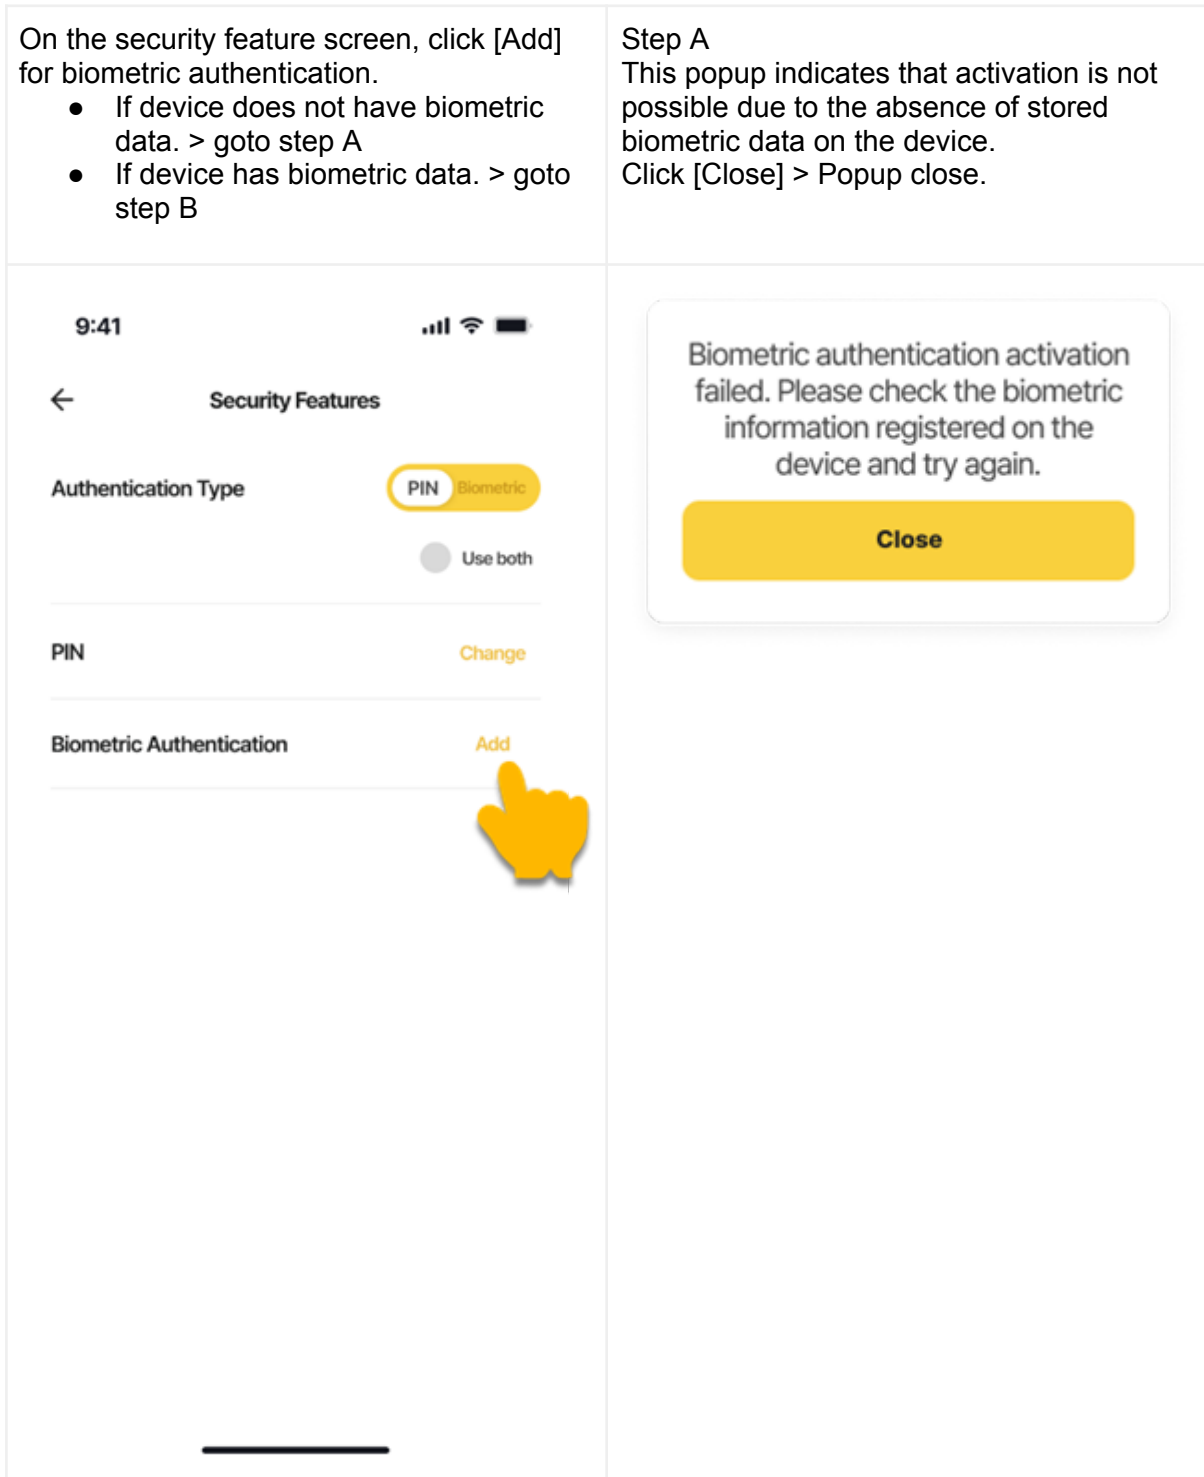 On the security feature screen, click [Add]
for biometric authentication.
● If device does not have biometric
data. > goto step A
● If device has biometric data. > goto
step B
Step A
This popup indicates that activation is not
possible due to the absence of stored
biometric data on the device.
Click [Close] > Popup close.
9:41
Security Features
Authentication Type
PIN Biometric
Use both
PIN
Change
Biometric Authentication
Add
Biometric authentication activation
failed. Please check the biometric
information registered on the
device and try again.
Close